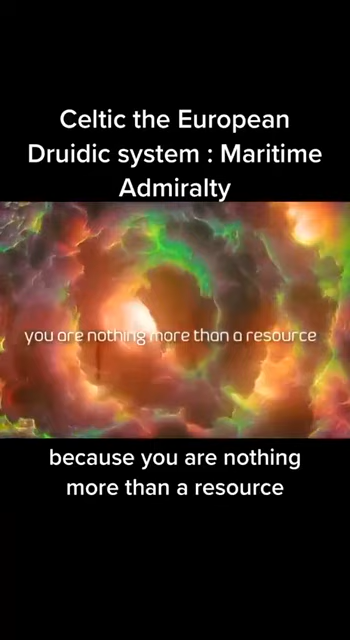 Celtic the European
Druidic system : Maritime
Admiralty
you are nothing more than a resource
because you are nothing
more than a resource